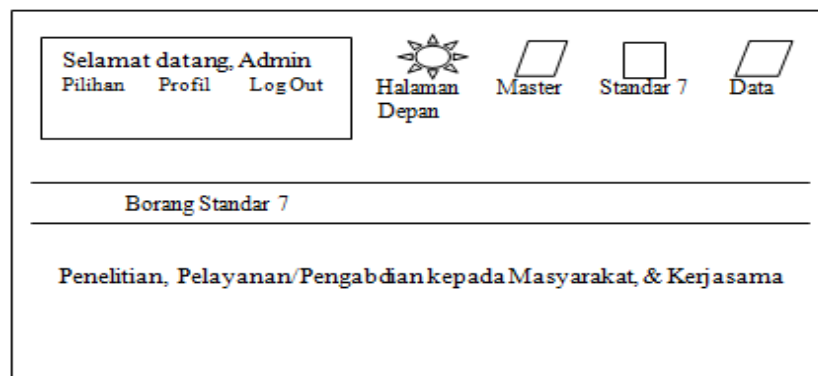 Selamat datang, Admin
Pilihan Profil Log Out
Halaman Depan
Master
Standar 7
Data
Borang Standar 7
Penelitian, Pelayanan/Pengabdian kepada Masyarakat, & Kerjasama